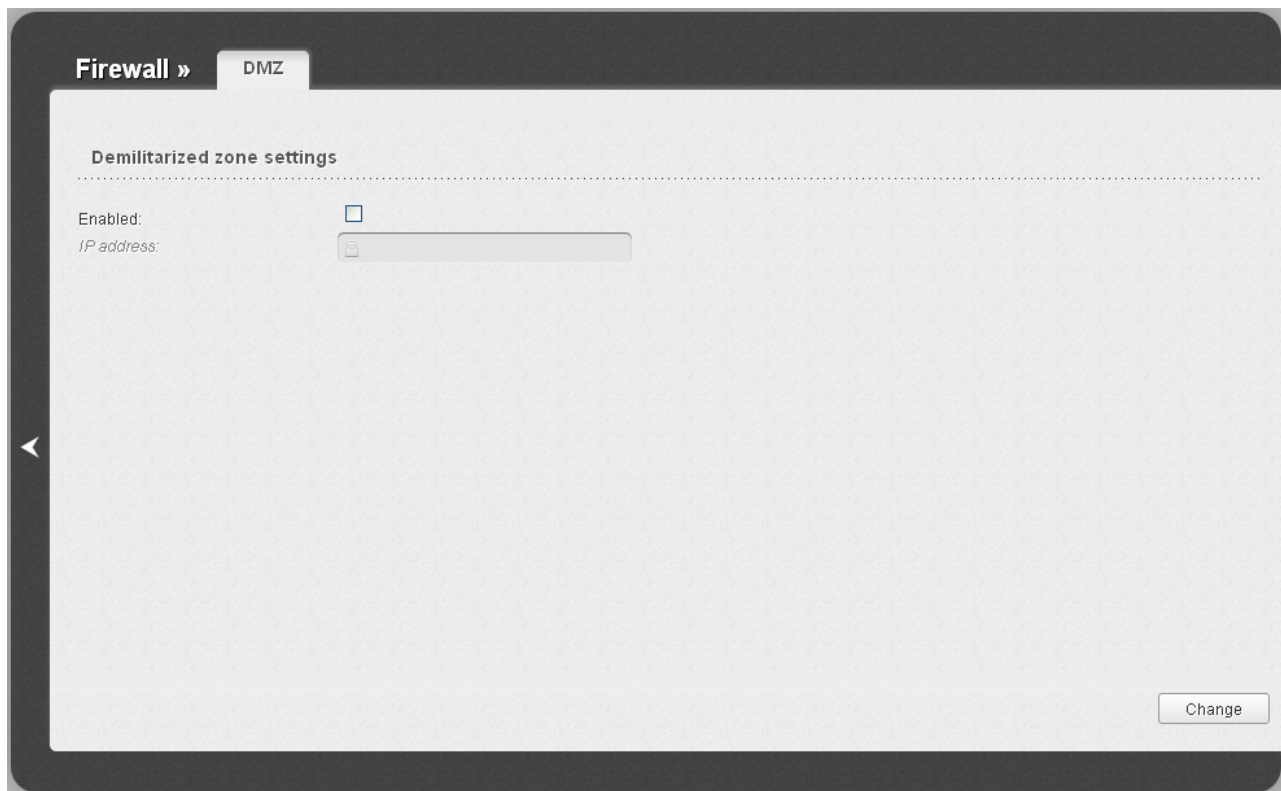 Firewall » DMZ
Demilitarized zone settings
Enabled:
IP address:
Change